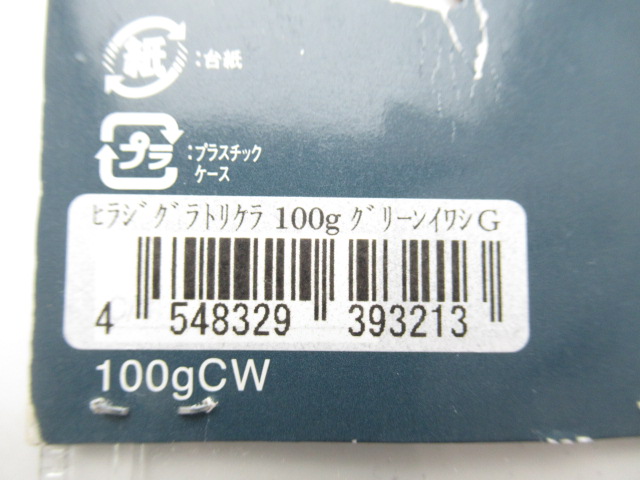 紙 :台紙
プラ :プラスチック
ケース
ﾋﾗｼﾞｸﾞﾗﾄﾘｹﾗ 100g ｸﾞﾘｰﾝｲﾜｼG
4 548329 393213
100gCW